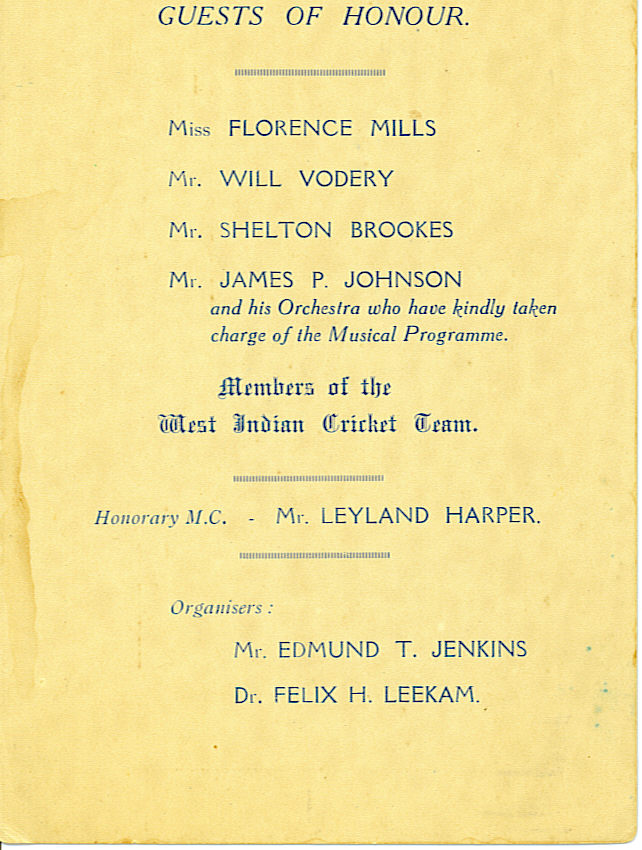 GUESTS OF HONOUR.
Miss FLORENCE MILLS
Mr. WILL VODERY
Mr. SHELTON BROOKES
Mr. JAMES P. JOHNSON
and his Orchestra who have kindly taken
charge of the Musical Programme.
Members of the
West Indian Cricket Team.
Honorary M.C. - Mr. LEYLAND HARPER.
Organisers :
Mr. EDMUND T. JENKINS
Dr. FELIX H. LEEKAM.